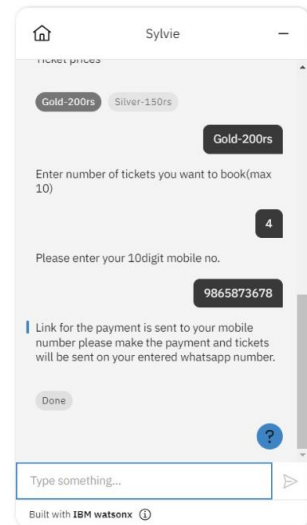 Sylvie
Ticket prices
Gold-200rs Silver-150rs
Gold-200rs
Enter number of tickets you want to book(max
10)
4
Please enter your 10digit mobile no.
9865873678
Link for the payment is sent to your mobile
number please make the payment and tickets
will be sent on your entered whatsapp number.
Done
?
Type something...
Built with IBM watsonx